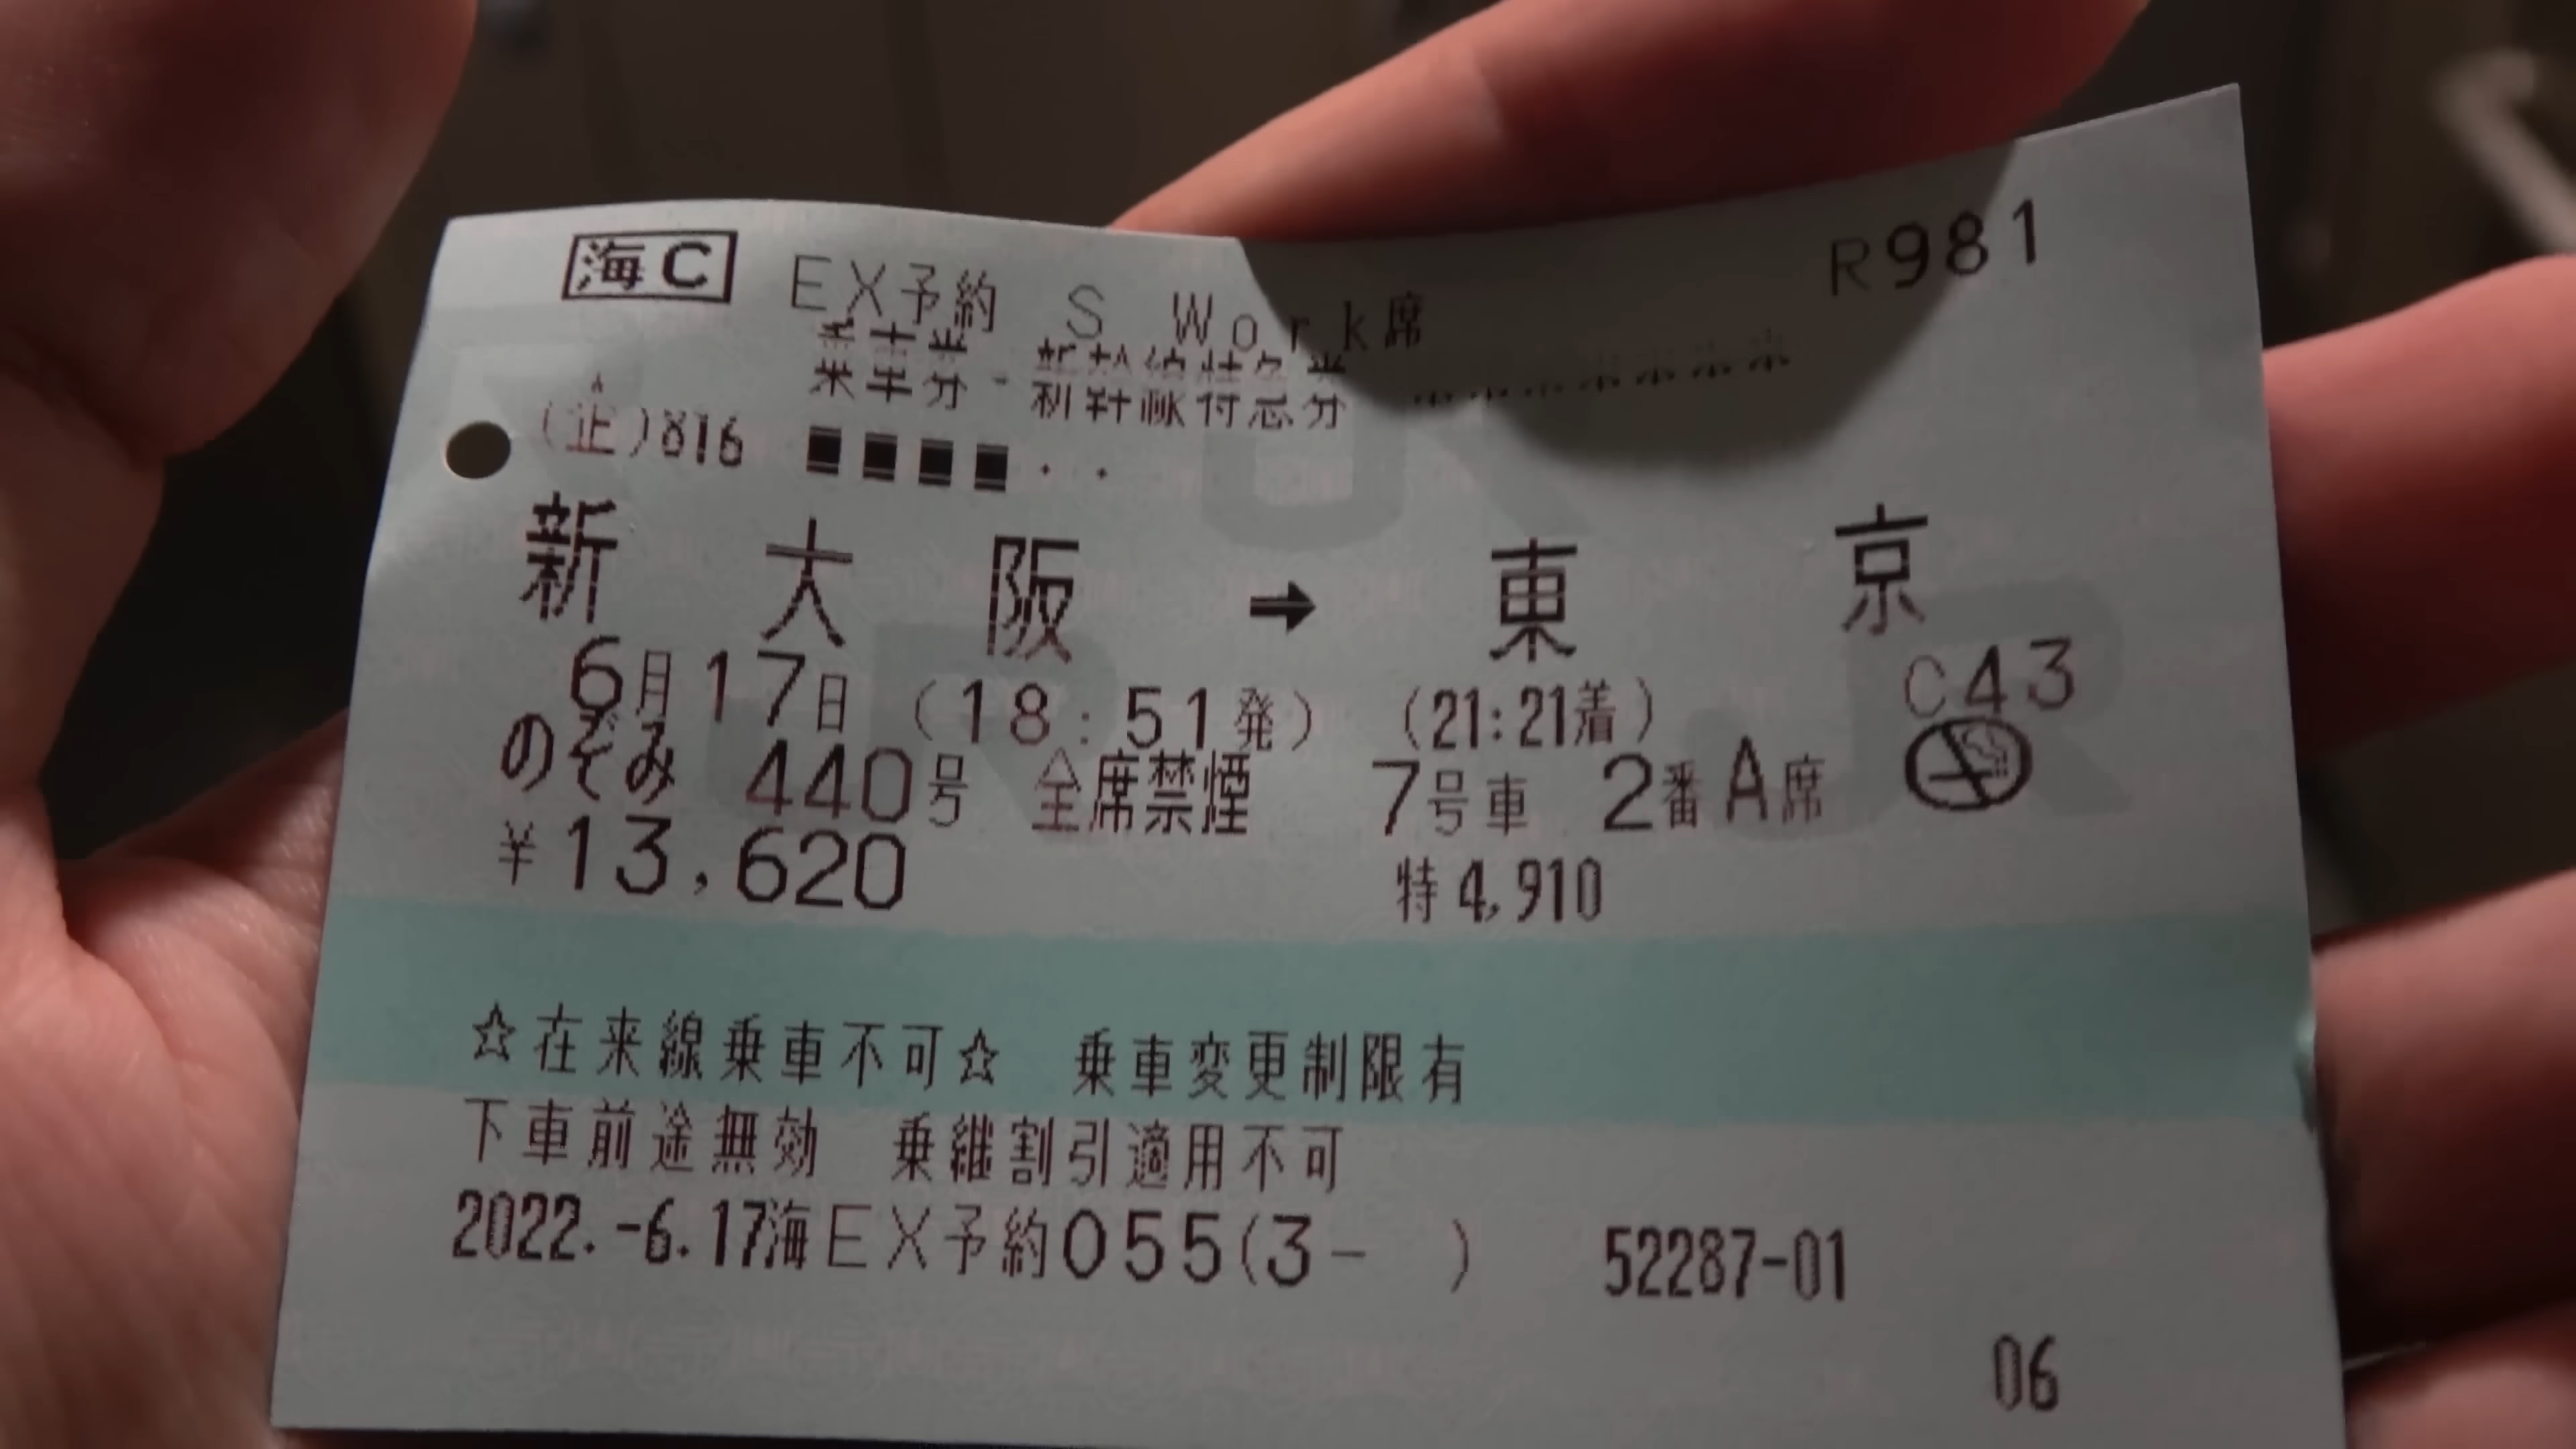 海C EX予約 S Work席 R981
乗車券・新幹線特急券
(企)816 ■■■■・・
新大阪 → 東京
6月17日 (18:51発) (21:21着) C43
のぞみ 440号 全席禁煙 7号車 2番A席
¥13,620 特4,910
☆在来線乗車不可☆ 乗車変更制限有
下車前途無効 乗継割引適用不可
2022.-6.17海EX予約055(3- ) 52287-01
06